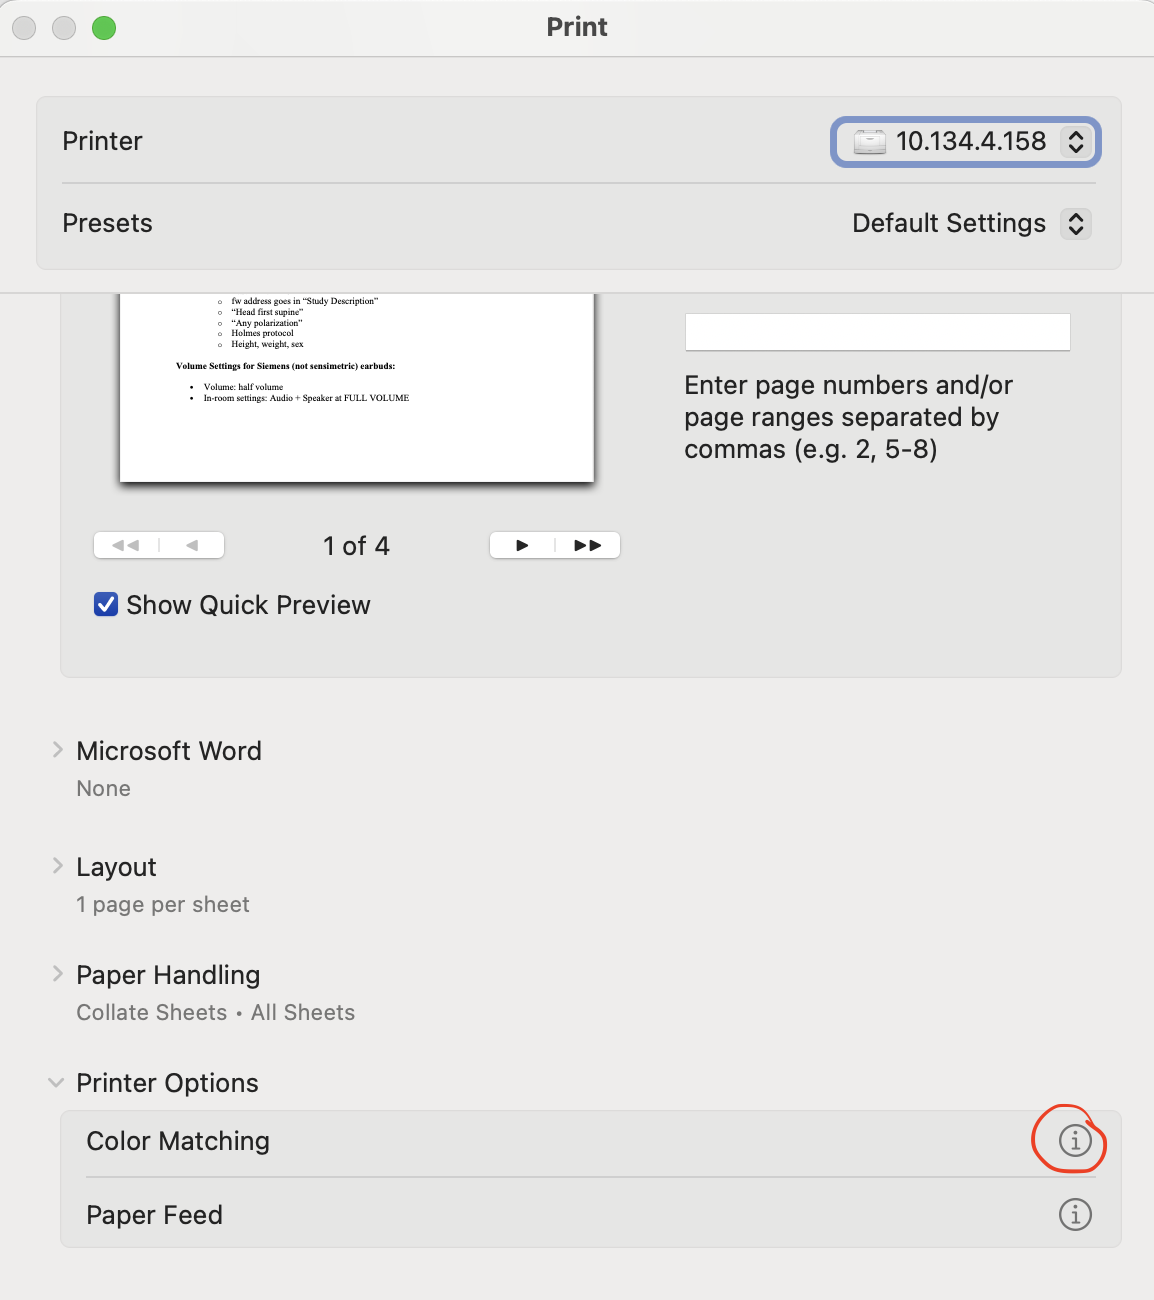 Print
Printer
10.134.4.158
Presets
Default Settings
fw address goes in “Study Description”
“Head first supine”
“Any polarization”
Holmes protocol
Height, weight, sex
Volume Settings for Siemens (not sensimetric) earbuds:
Volume: half volume
In-room settings: Audio + Speaker at FULL VOLUME
Enter page numbers and/or
page ranges separated by
commas (e.g. 2, 5-8)
1 of 4
Show Quick Preview
Microsoft Word
None
Layout
1 page per sheet
Paper Handling
Collate Sheets • All Sheets
Printer Options
Color Matching
Paper Feed